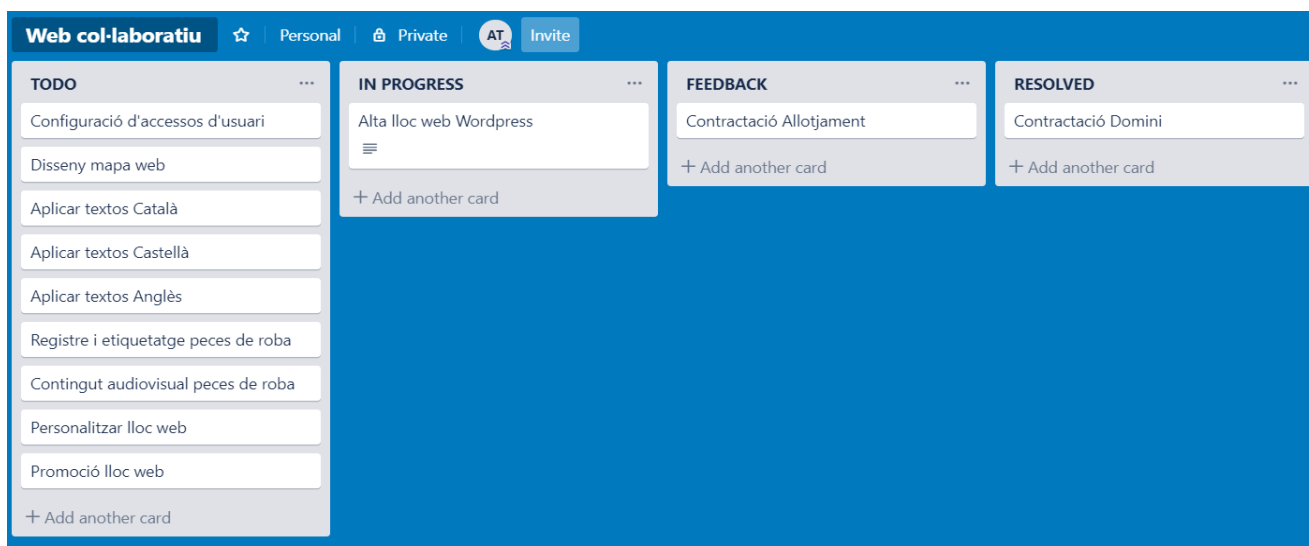 Web col·laboratiu Personal Private AT Invite
TODO
Configuració d'accessos d'usuari
Disseny mapa web
Aplicar textos Català
Aplicar textos Castellà
Aplicar textos Anglès
Registre i etiquetatge peces de roba
Contingut audiovisual peces de roba
Personalitzar lloc web
Promoció lloc web
+ Add another card
IN PROGRESS
Alta lloc web Wordpress
+ Add another card
FEEDBACK
Contractació Allotjament
+ Add another card
RESOLVED
Contractació Domini
+ Add another card